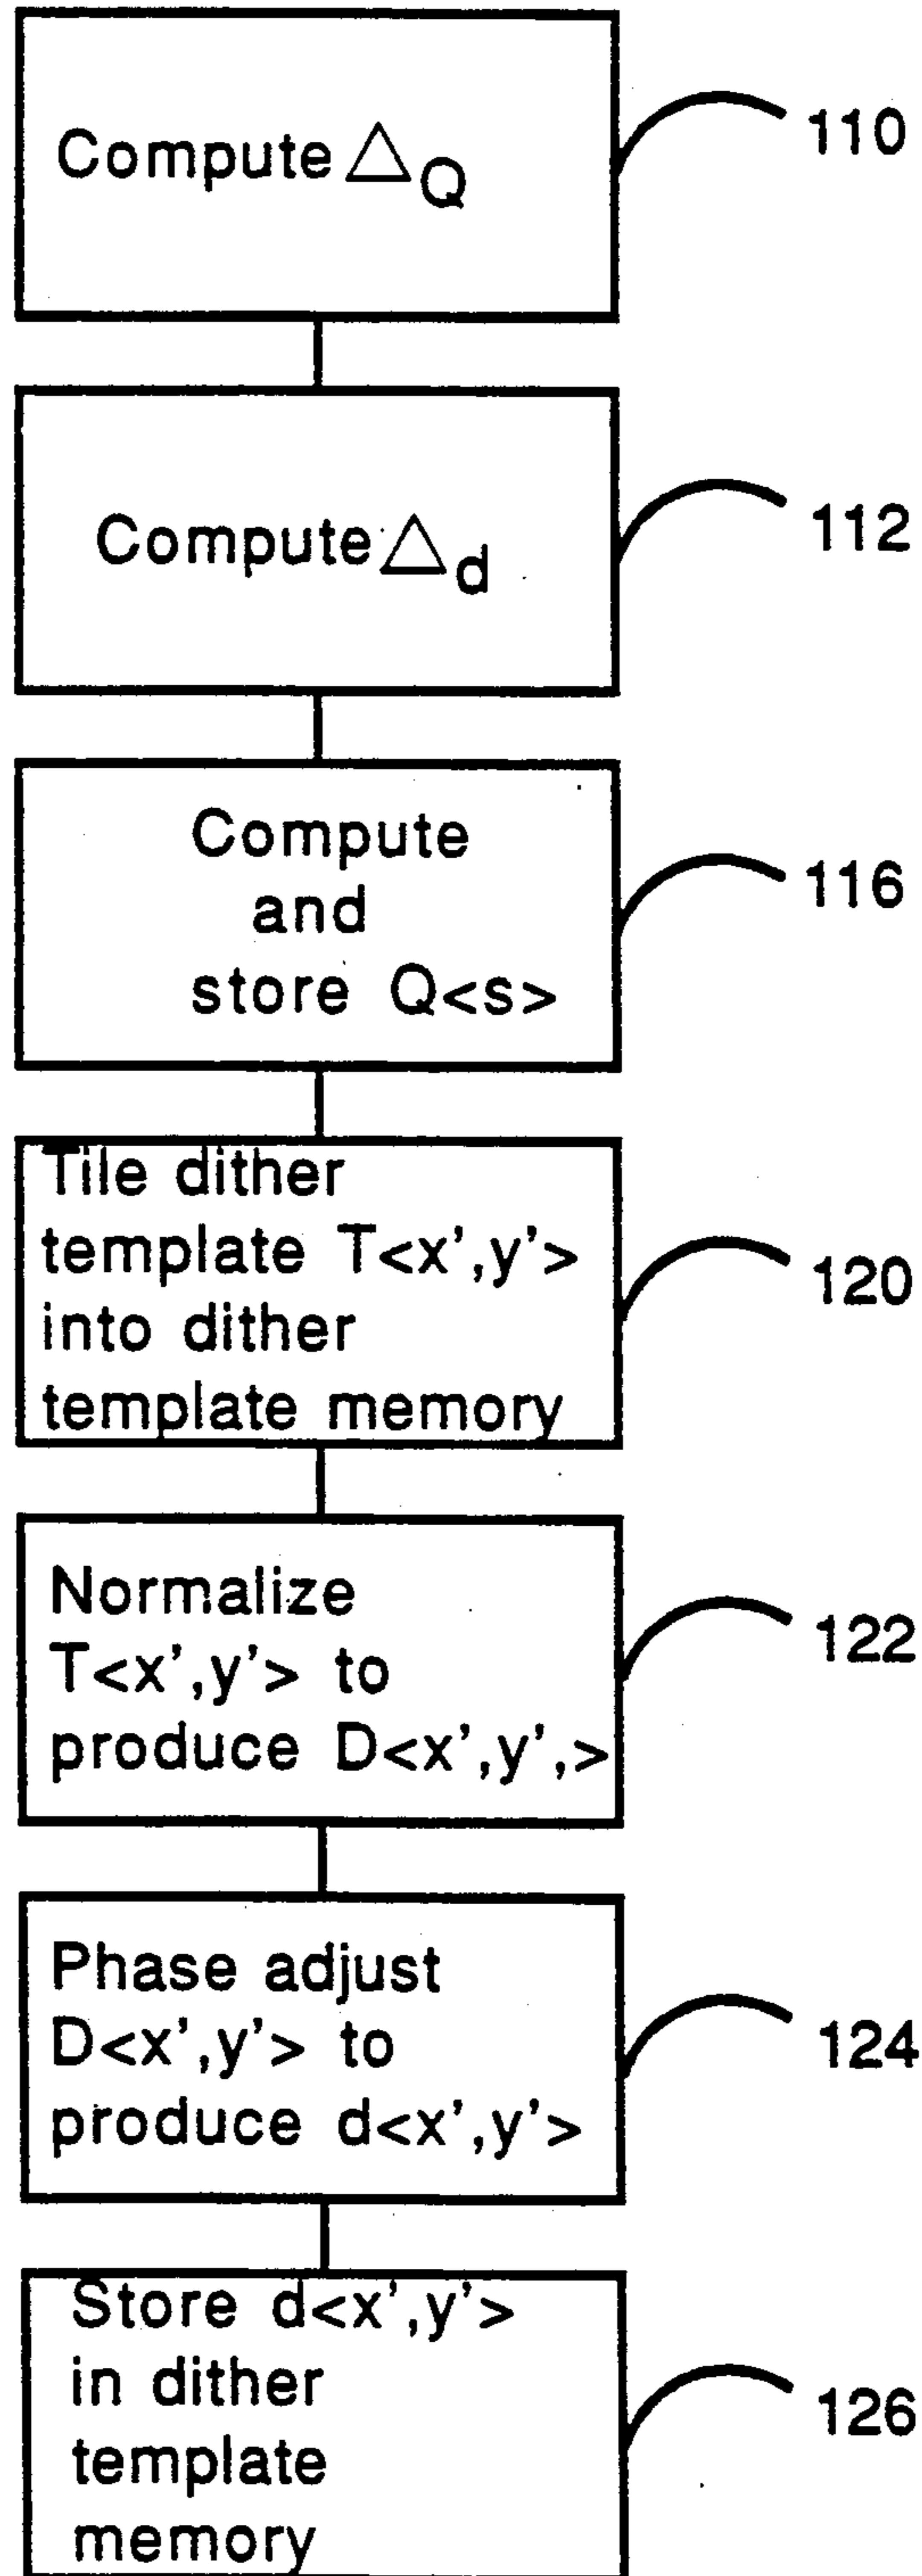 Compute △Q
110
Compute △d
112
Compute
and
store Q<s>
116
Tile dither
template T<x',y'>
into dither
template memory
120
Normalize
T<x',y'> to
produce D<x',y',>
122
Phase adjust
D<x',y'> to
produce d<x',y'>
124
Store d<x',y'>
in dither
template
memory
126